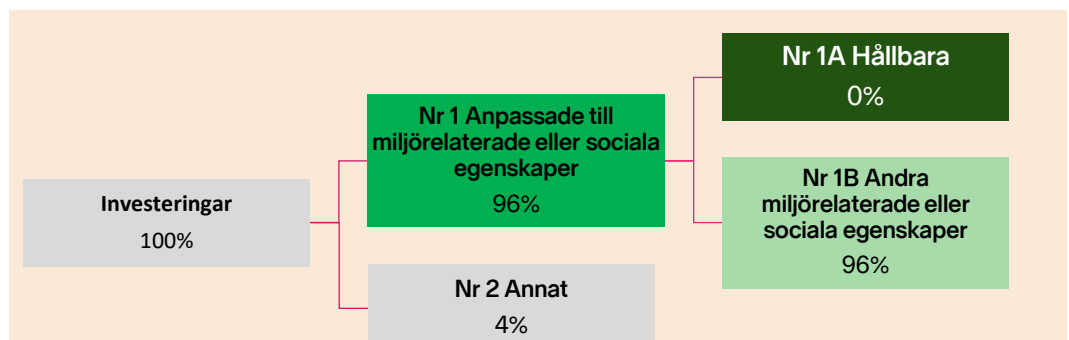 Investeringar
100%
Nr 1 Anpassade till
miljörelaterade eller sociala
egenskaper
96%
Nr 2 Annat
4%
Nr 1A Hållbara
0%
Nr 1B Andra
miljörelaterade eller
sociala egenskaper
96%